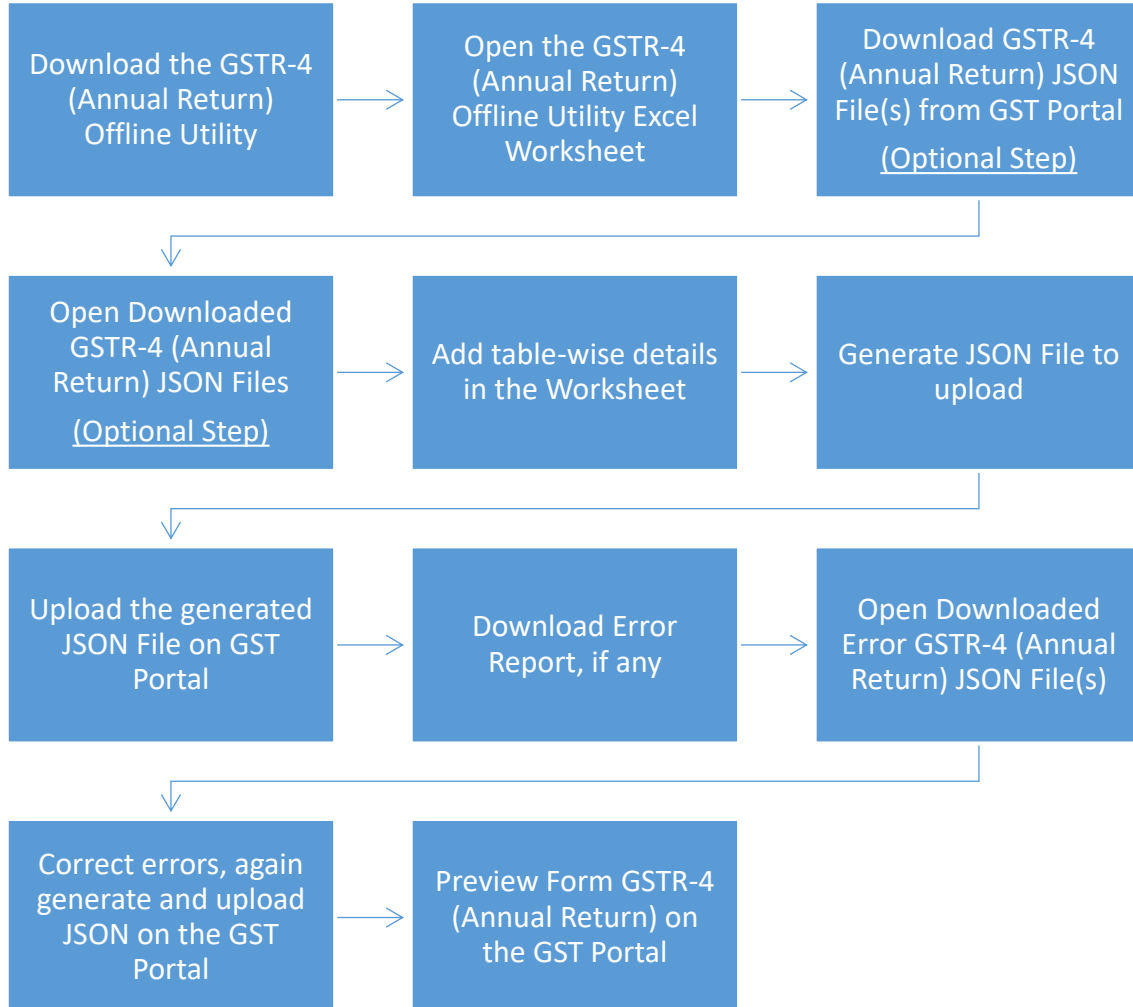 Download the GSTR-4
(Annual Return)
Offline Utility
Open the GSTR-4
(Annual Return)
Offline Utility Excel
Worksheet
Download GSTR-4
(Annual Return) JSON
File(s) from GST Portal
(Optional Step)
Open Downloaded
GSTR-4 (Annual
Return) JSON Files
(Optional Step)
Add table-wise details
in the Worksheet
Generate JSON File to
upload
Upload the generated
JSON File on GST
Portal
Download Error
Report, if any
Open Downloaded
Error GSTR-4 (Annual
Return) JSON File(s)
Correct errors, again
generate and upload
JSON on the GST
Portal
Preview Form GSTR-4
(Annual Return) on
the GST Portal